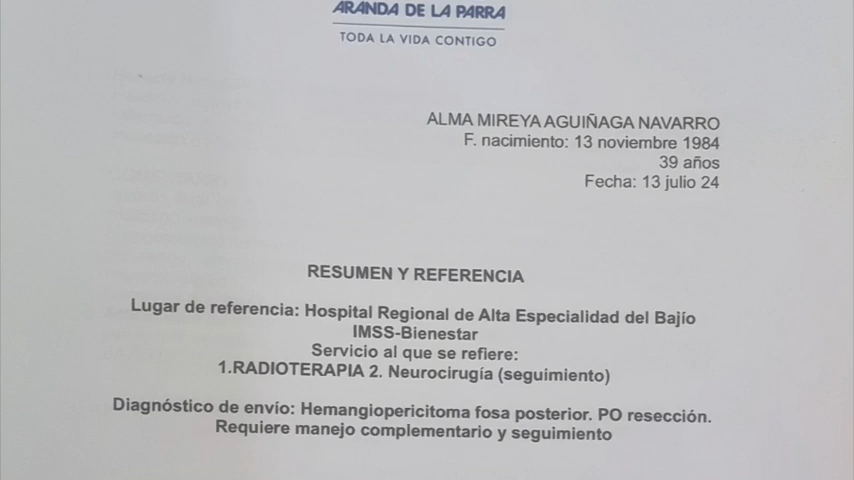 ARANDA DE LA PARRA
TODA LA VIDA CONTIGO
ALMA MIREYA AGUIÑAGA NAVARRO
F. nacimiento: 13 noviembre 1984
39 años
Fecha: 13 julio 24
RESUMEN Y REFERENCIA
Lugar de referencia: Hospital Regional de Alta Especialidad del Bajío
IMSS-Bienestar
Servicio al que se refiere:
1.RADIOTERAPIA 2. Neurocirugía (seguimiento)
Diagnóstico de envío: Hemangiopericitoma fosa posterior. PO resección.
Requiere manejo complementario y seguimiento